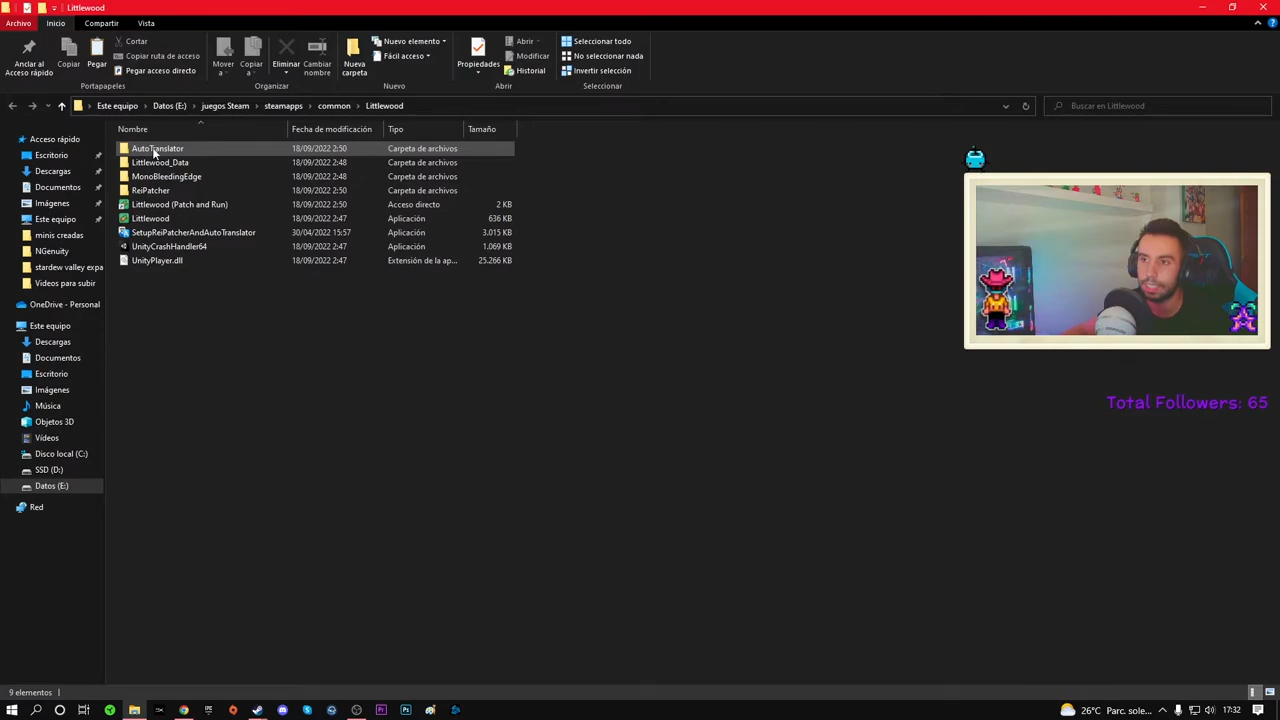 Littlewood
Archivo Inicio Compartir Vista
Anclar al Acceso rápido
Copiar
Pegar
Cortar
Copiar ruta de acceso
Pegar acceso directo
Mover a
Copiar a
Eliminar
Cambiar nombre
Nueva carpeta
Nuevo elemento
Fácil acceso
Propiedades
Abrir
Modificar
Historial
Seleccionar todo
No seleccionar nada
Invertir selección
Portapapeles Organizar Nuevo Abrir Seleccionar
Este equipo > Datos (E:) > juegos Steam > steamapps > common > Littlewood
Buscar en Littlewood
Nombre Fecha de modificación Tipo Tamaño
AutoTranslator 18/09/2022 2:50 Carpeta de archivos
Littlewood_Data 18/09/2022 2:48 Carpeta de archivos
MonoBleedingEdge 18/09/2022 2:48 Carpeta de archivos
ReiPatcher 18/09/2022 2:50 Carpeta de archivos
Littlewood (Patch and Run) 18/09/2022 2:50 Acceso directo 2 KB
Littlewood 18/09/2022 2:47 Aplicación 636 KB
SetupReiPatcherAndAutoTranslator 30/04/2022 15:57 Aplicación 3.015 KB
UnityCrashHandler64 18/09/2022 2:47 Aplicación 1.069 KB
UnityPlayer.dll 18/09/2022 2:47 Extensión de la ap... 25.266 KB
Acceso rápido
Escritorio
Descargas
Documentos
Imágenes
Este equipo
minis creadas
NGenuity
stardew valley expa
Videos para subir
OneDrive - Personal
Este equipo
Descargas
Documentos
Escritorio
Imágenes
Música
Objetos 3D
Vídeos
Disco local (C:)
SSD (D:)
Datos (E:)
Red
Total Followers: 65
9 elementos
26°C Parc. sole... 17:32